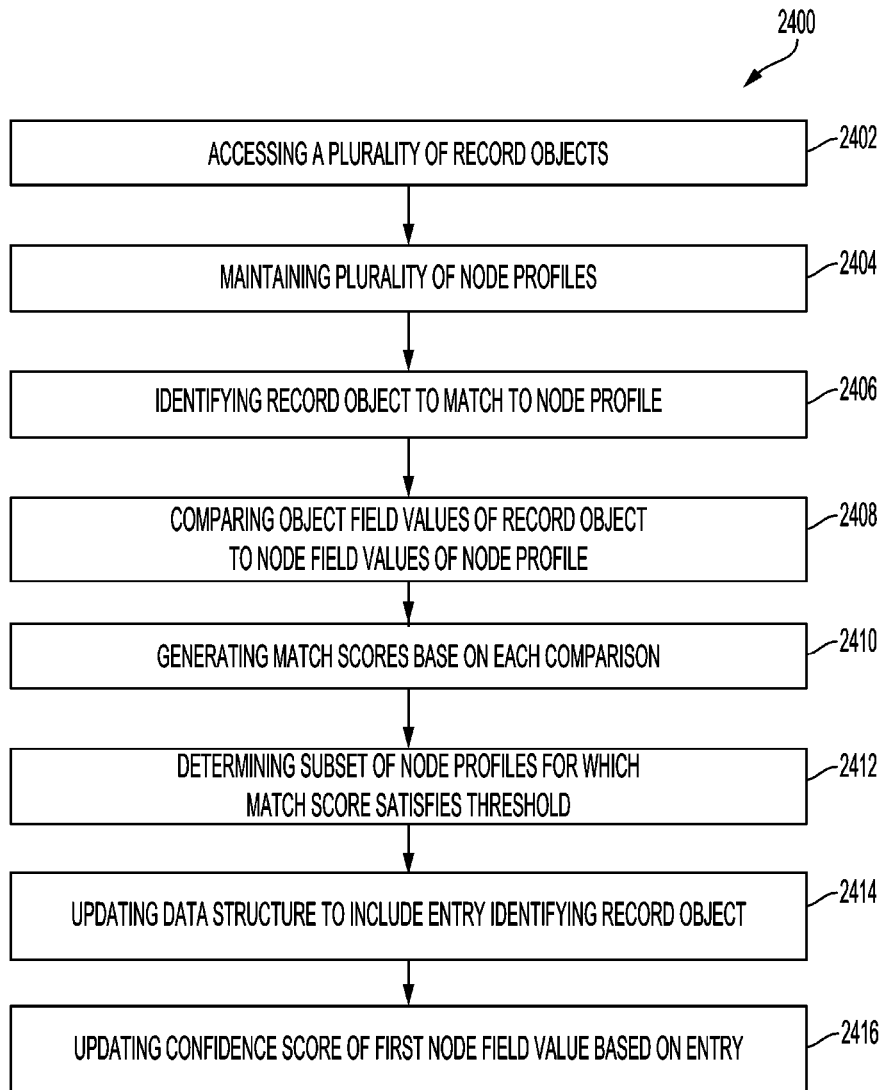 2400
ACCESSING A PLURALITY OF RECORD OBJECTS
2402
MAINTAINING PLURALITY OF NODE PROFILES
2404
IDENTIFYING RECORD OBJECT TO MATCH TO NODE PROFILE
2406
COMPARING OBJECT FIELD VALUES OF RECORD OBJECT
TO NODE FIELD VALUES OF NODE PROFILE
2408
GENERATING MATCH SCORES BASE ON EACH COMPARISON
2410
DETERMINING SUBSET OF NODE PROFILES FOR WHICH
MATCH SCORE SATISFIES THRESHOLD
2412
UPDATING DATA STRUCTURE TO INCLUDE ENTRY IDENTIFYING RECORD OBJECT
2414
UPDATING CONFIDENCE SCORE OF FIRST NODE FIELD VALUE BASED ON ENTRY
2416